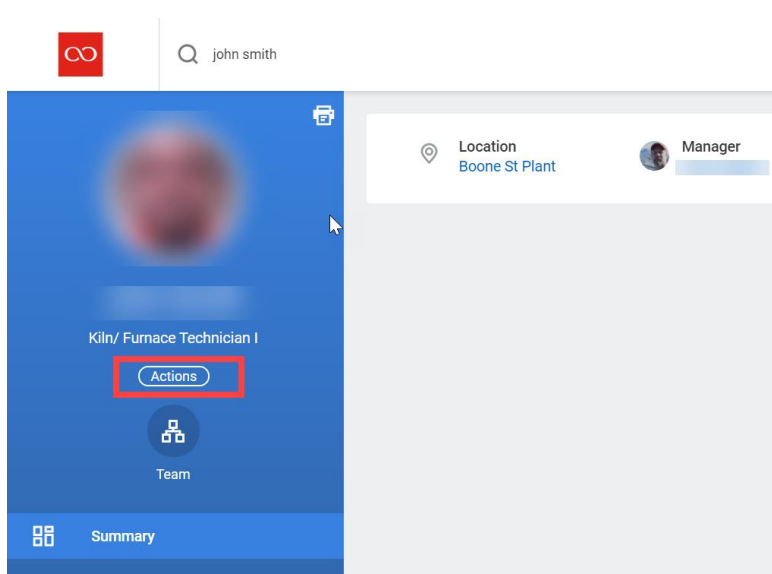 john smith
Location
Boone St Plant
Manager
Kiln/ Furnace Technician I
Actions
Team
Summary